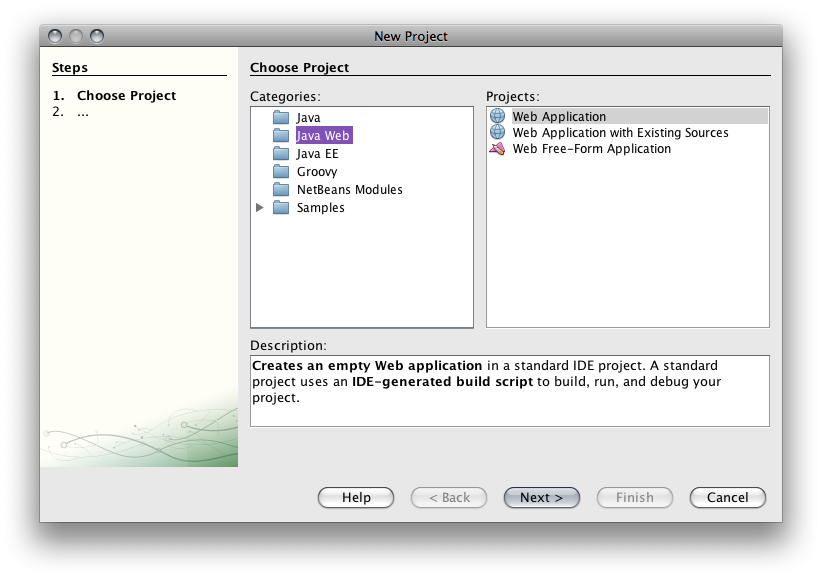 New Project
Steps
1. Choose Project
2. ...
Choose Project
Categories:
Java
Java Web
Java EE
Groovy
NetBeans Modules
Samples
Projects:
Web Application
Web Application with Existing Sources
Web Free-Form Application
Description:
Creates an empty Web application in a standard IDE project. A standard
project uses an IDE-generated build script to build, run, and debug your
project.
Help
< Back
Next >
Finish
Cancel